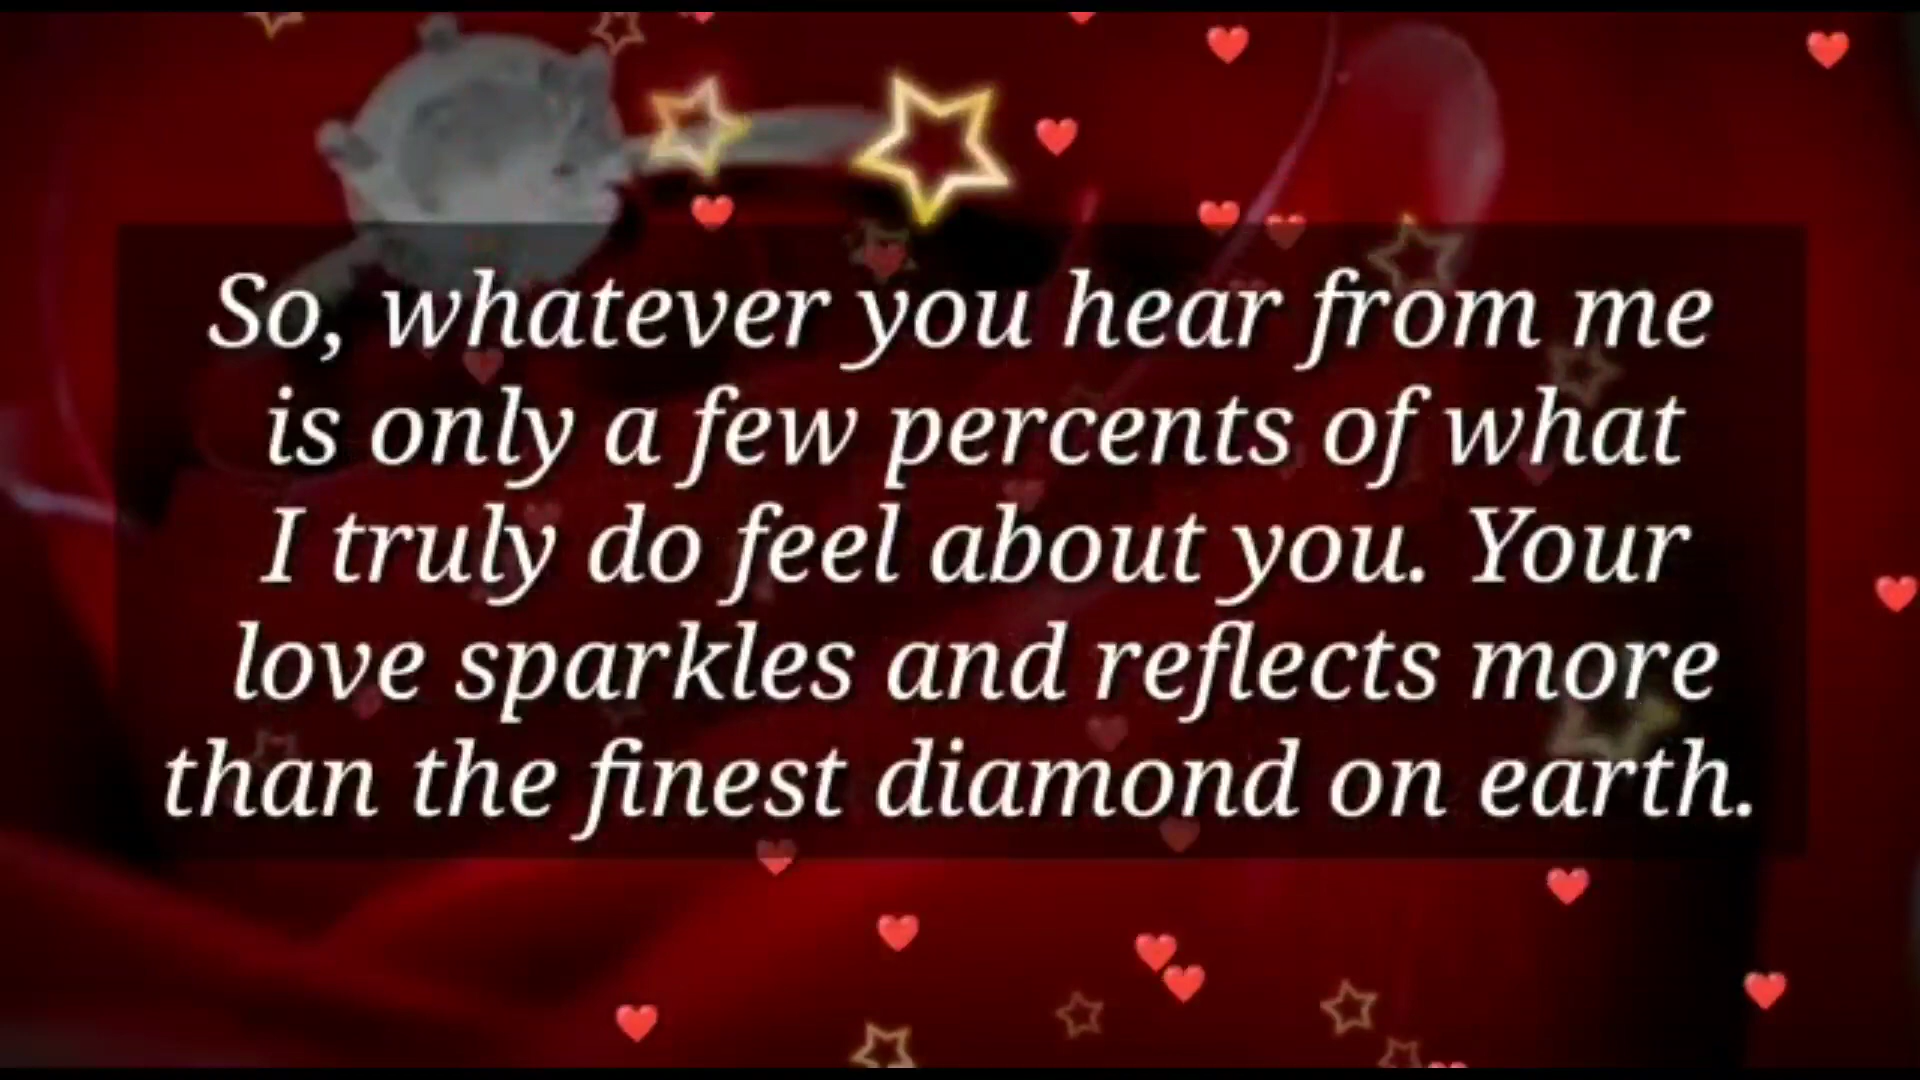 So, whatever you hear from me
is only a few percents of what
I truly do feel about you. Your
love sparkles and reflects more
than the finest diamond on earth.